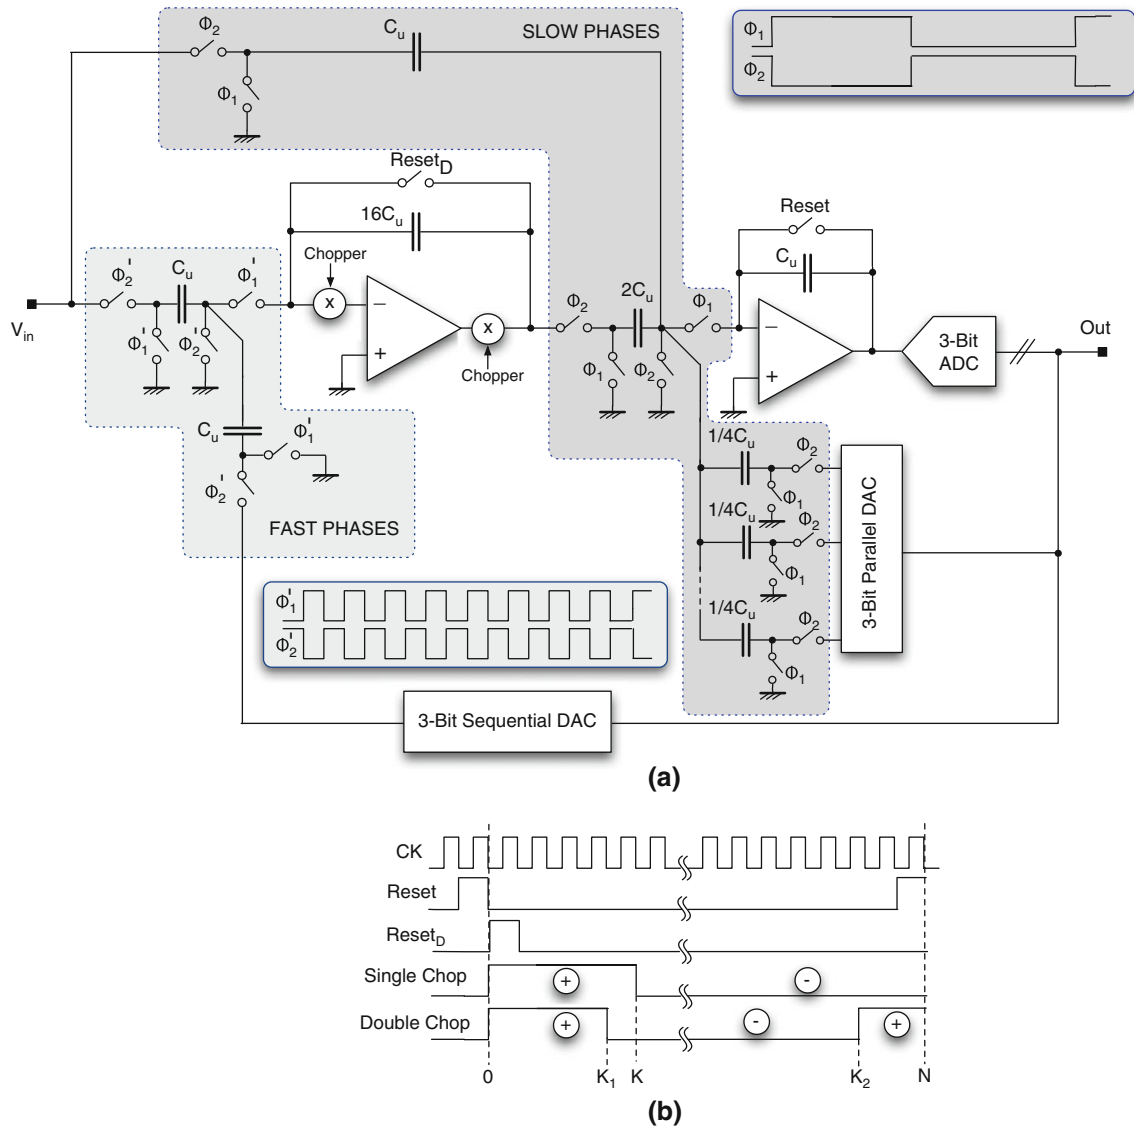 Φ2
Cu
SLOW PHASES
Φ1
Φ1
Φ2
ResetD
16Cu
Chopper
x
Chopper
x
−
+
Reset
Cu
−
+
Φ2'
Cu
Φ1'
Vin
Φ1'
Φ2'
Φ2
2Cu
Φ1
Φ1
Φ2
3-Bit
ADC
Out
Cu
Φ1'
Φ2'
FAST PHASES
1/4Cu
Φ2
Φ1
1/4Cu
Φ2
Φ1
1/4Cu
Φ2
Φ1
3-Bit Parallel DAC
Φ1'
Φ2'
3-Bit Sequential DAC
(a)
CK
Reset
ResetD
Single Chop
+
-
Double Chop
+
-
+
0
K1
K
K2
N
(b)